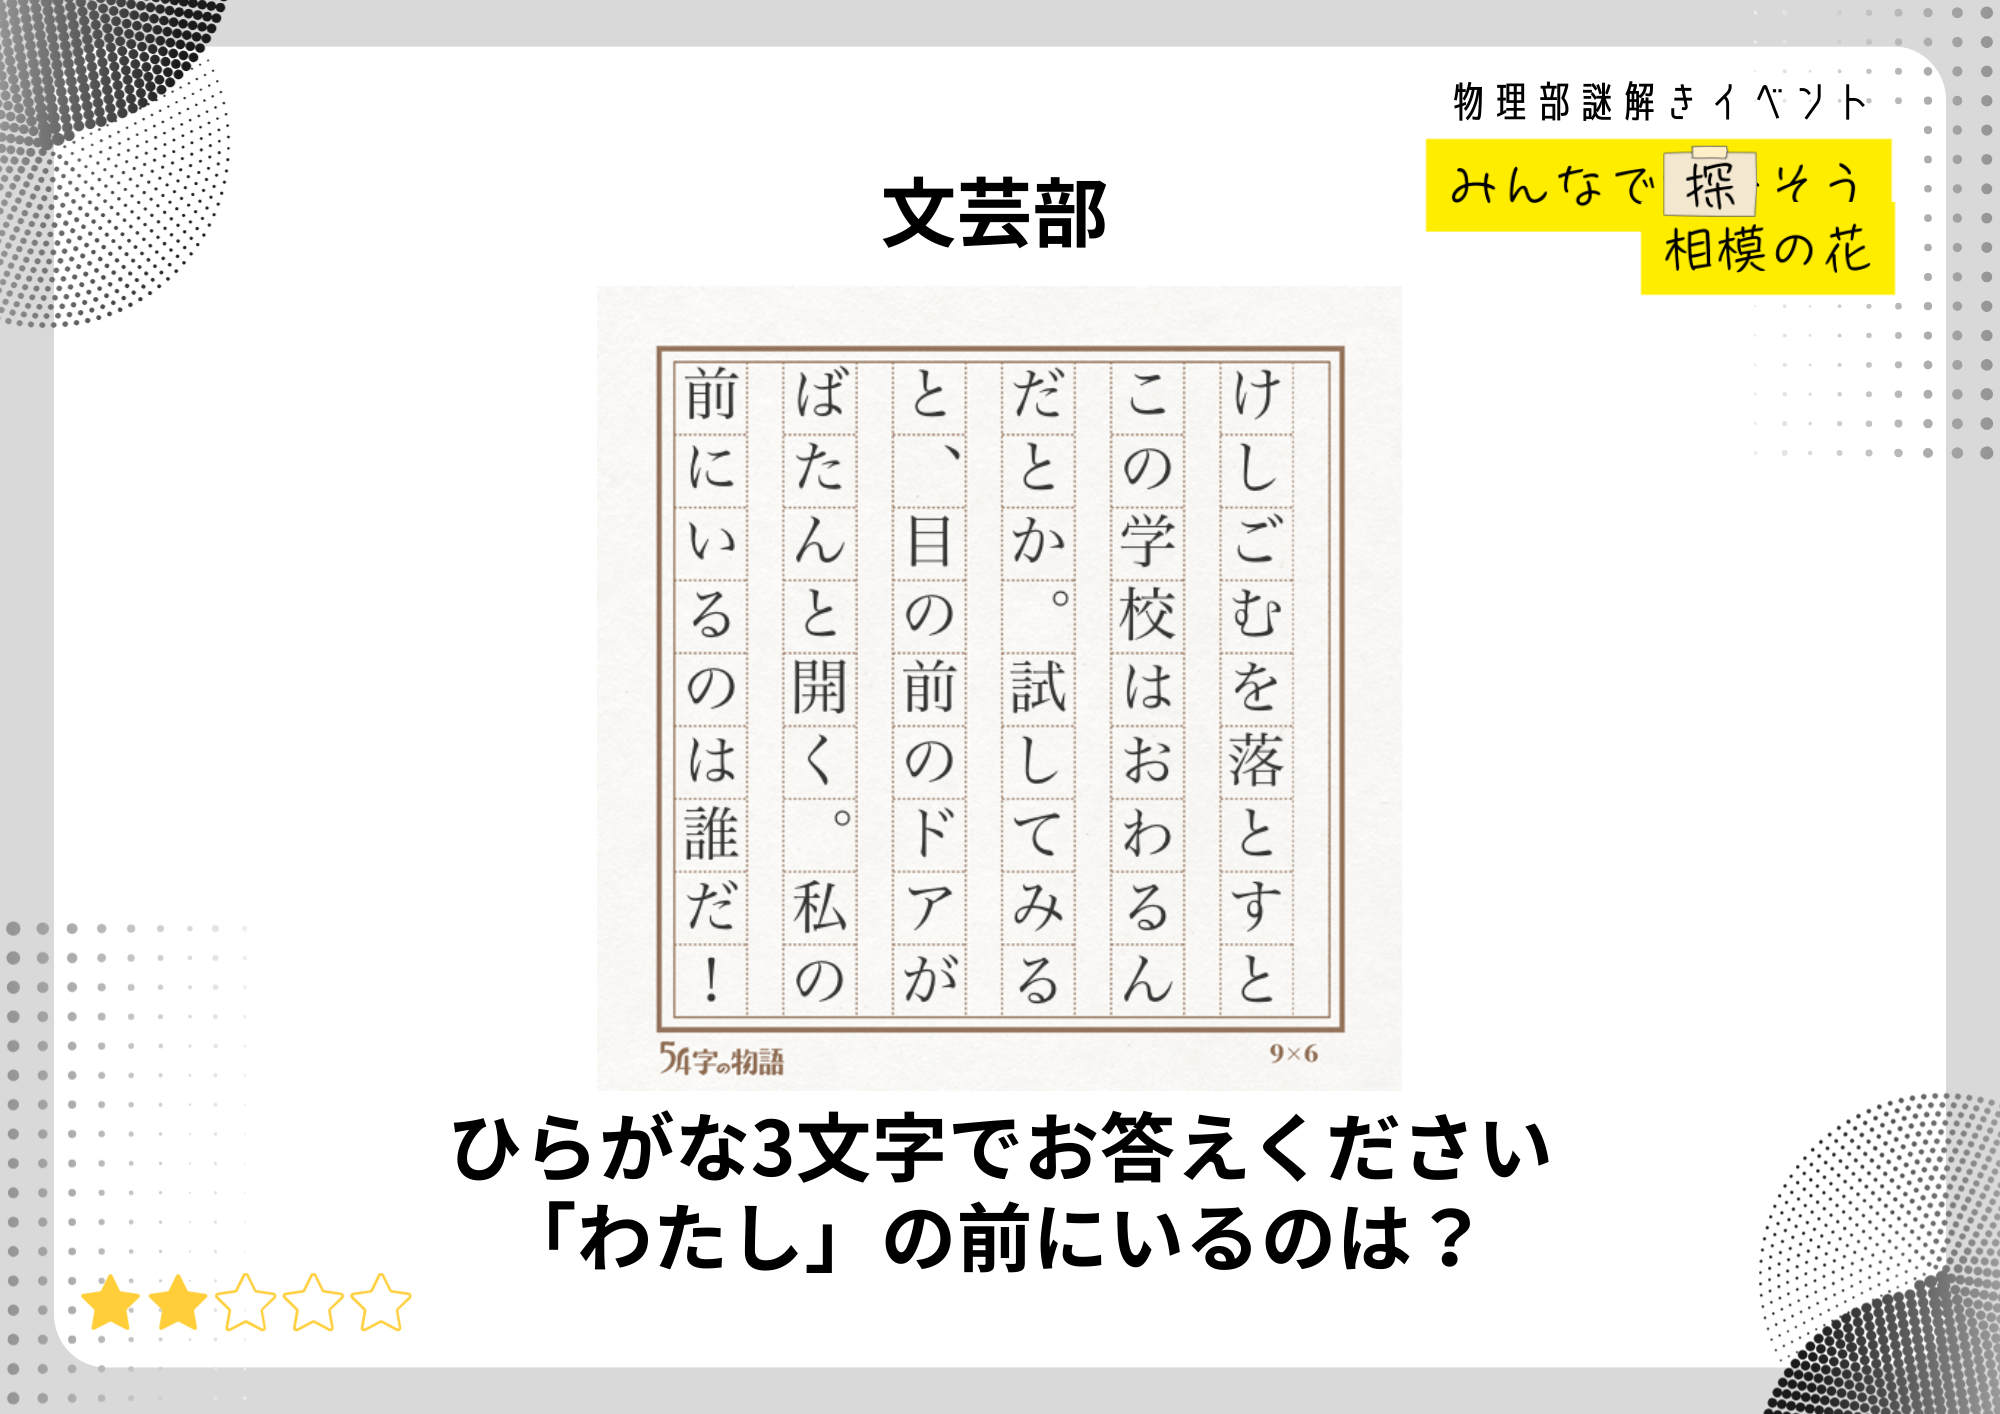 物理部謎解きイベント
みんなで探そう
相模の花
文芸部
けしごむを落とすと
この学校はおわるん
だとか。試してみる
と、目の前のドアが
ばたんと開く。私の
前にいるのは誰だ！
54字の物語
9×6
ひらがな3文字でお答えください
「わたし」の前にいるのは？